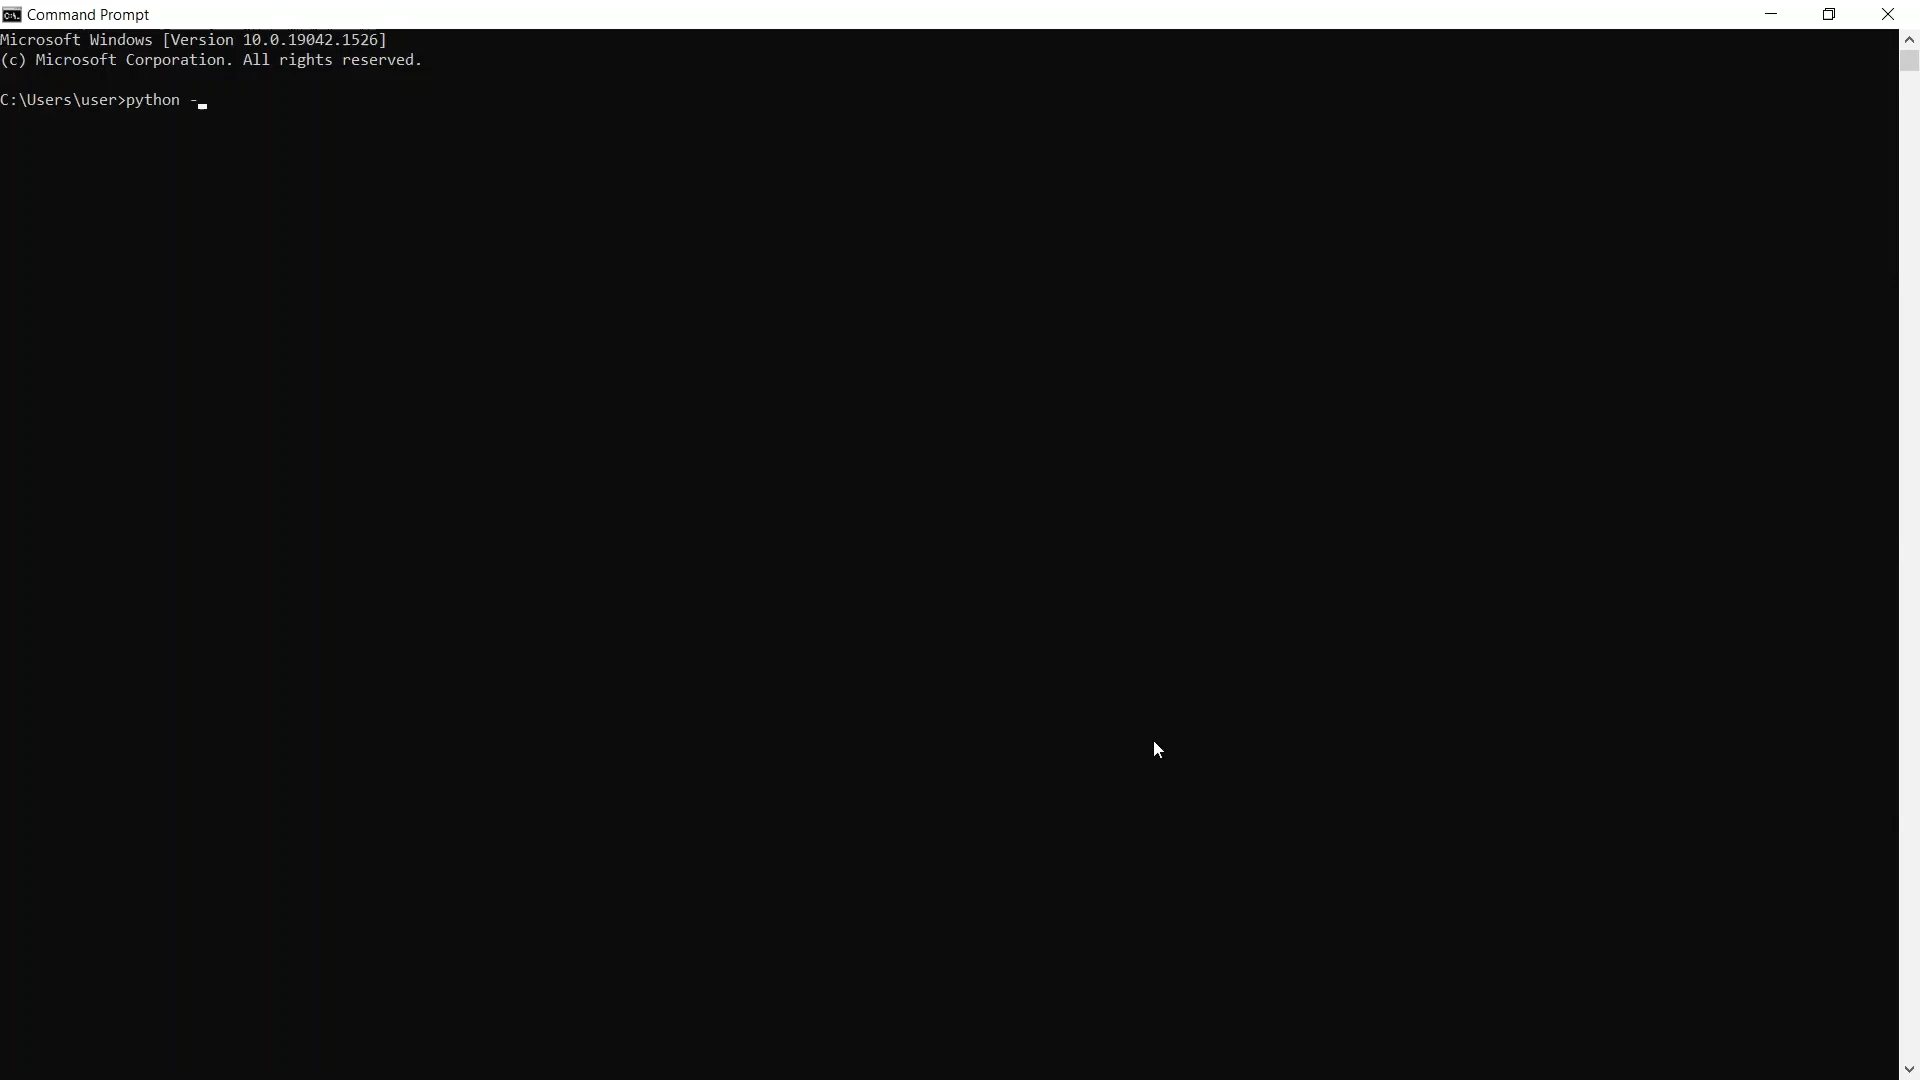 Command Prompt
Microsoft Windows [Version 10.0.19042.1526]
(c) Microsoft Corporation. All rights reserved.
C:\Users\user>python -_